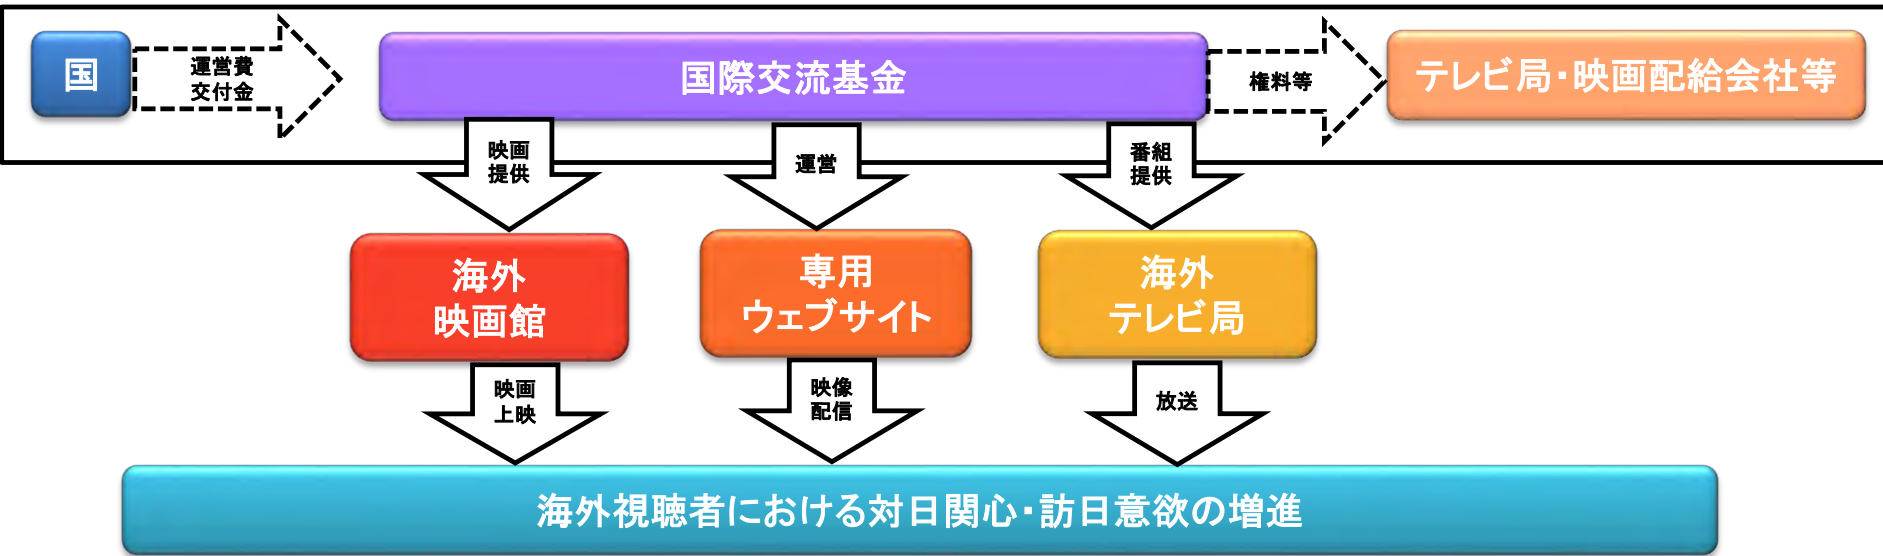 国
運営費
交付金
国際交流基金
権料等
テレビ局・映画配給会社等
映画
提供
運営
番組
提供
海外
映画館
専用
ウェブサイト
海外
テレビ局
映画
上映
映像
配信
放送
海外視聴者における対日関心・訪日意欲の増進